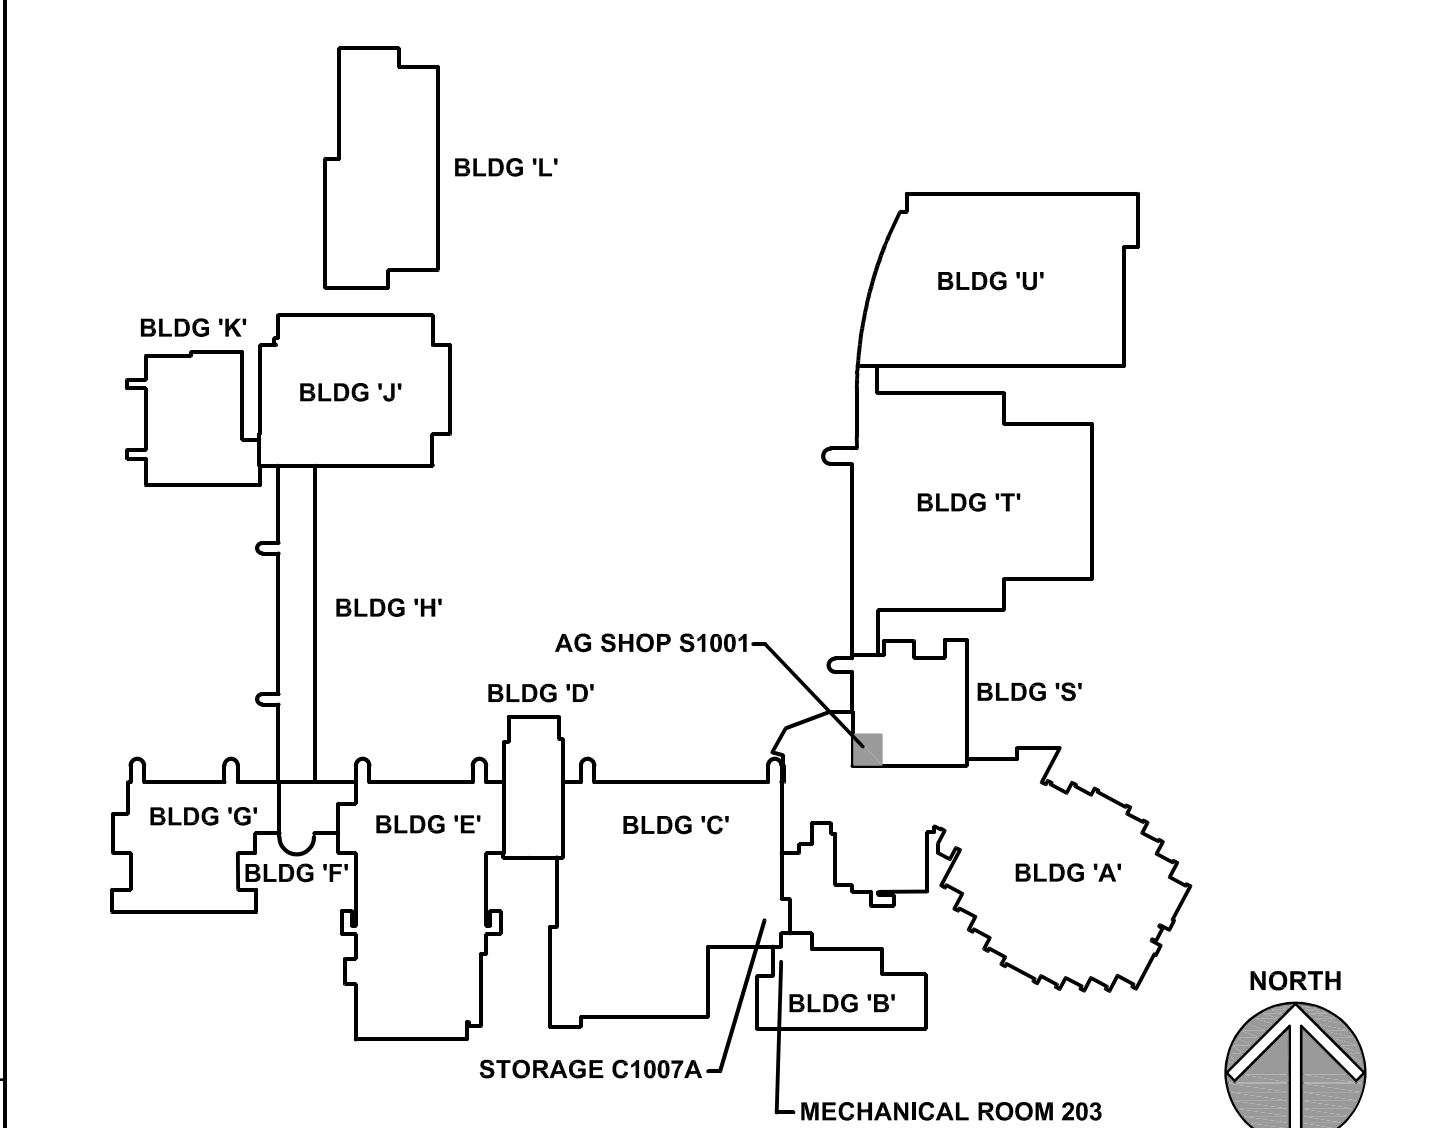 BLDG 'L'
BLDG 'U'
BLDG 'K'
BLDG 'J'
BLDG 'T'
BLDG 'H'
AG SHOP S1001
BLDG 'D'
BLDG 'S'
BLDG 'G'
BLDG 'E'
BLDG 'C'
BLDG 'F'
BLDG 'A'
NORTH
BLDG 'B'
STORAGE C1007A
MECHANICAL ROOM 203